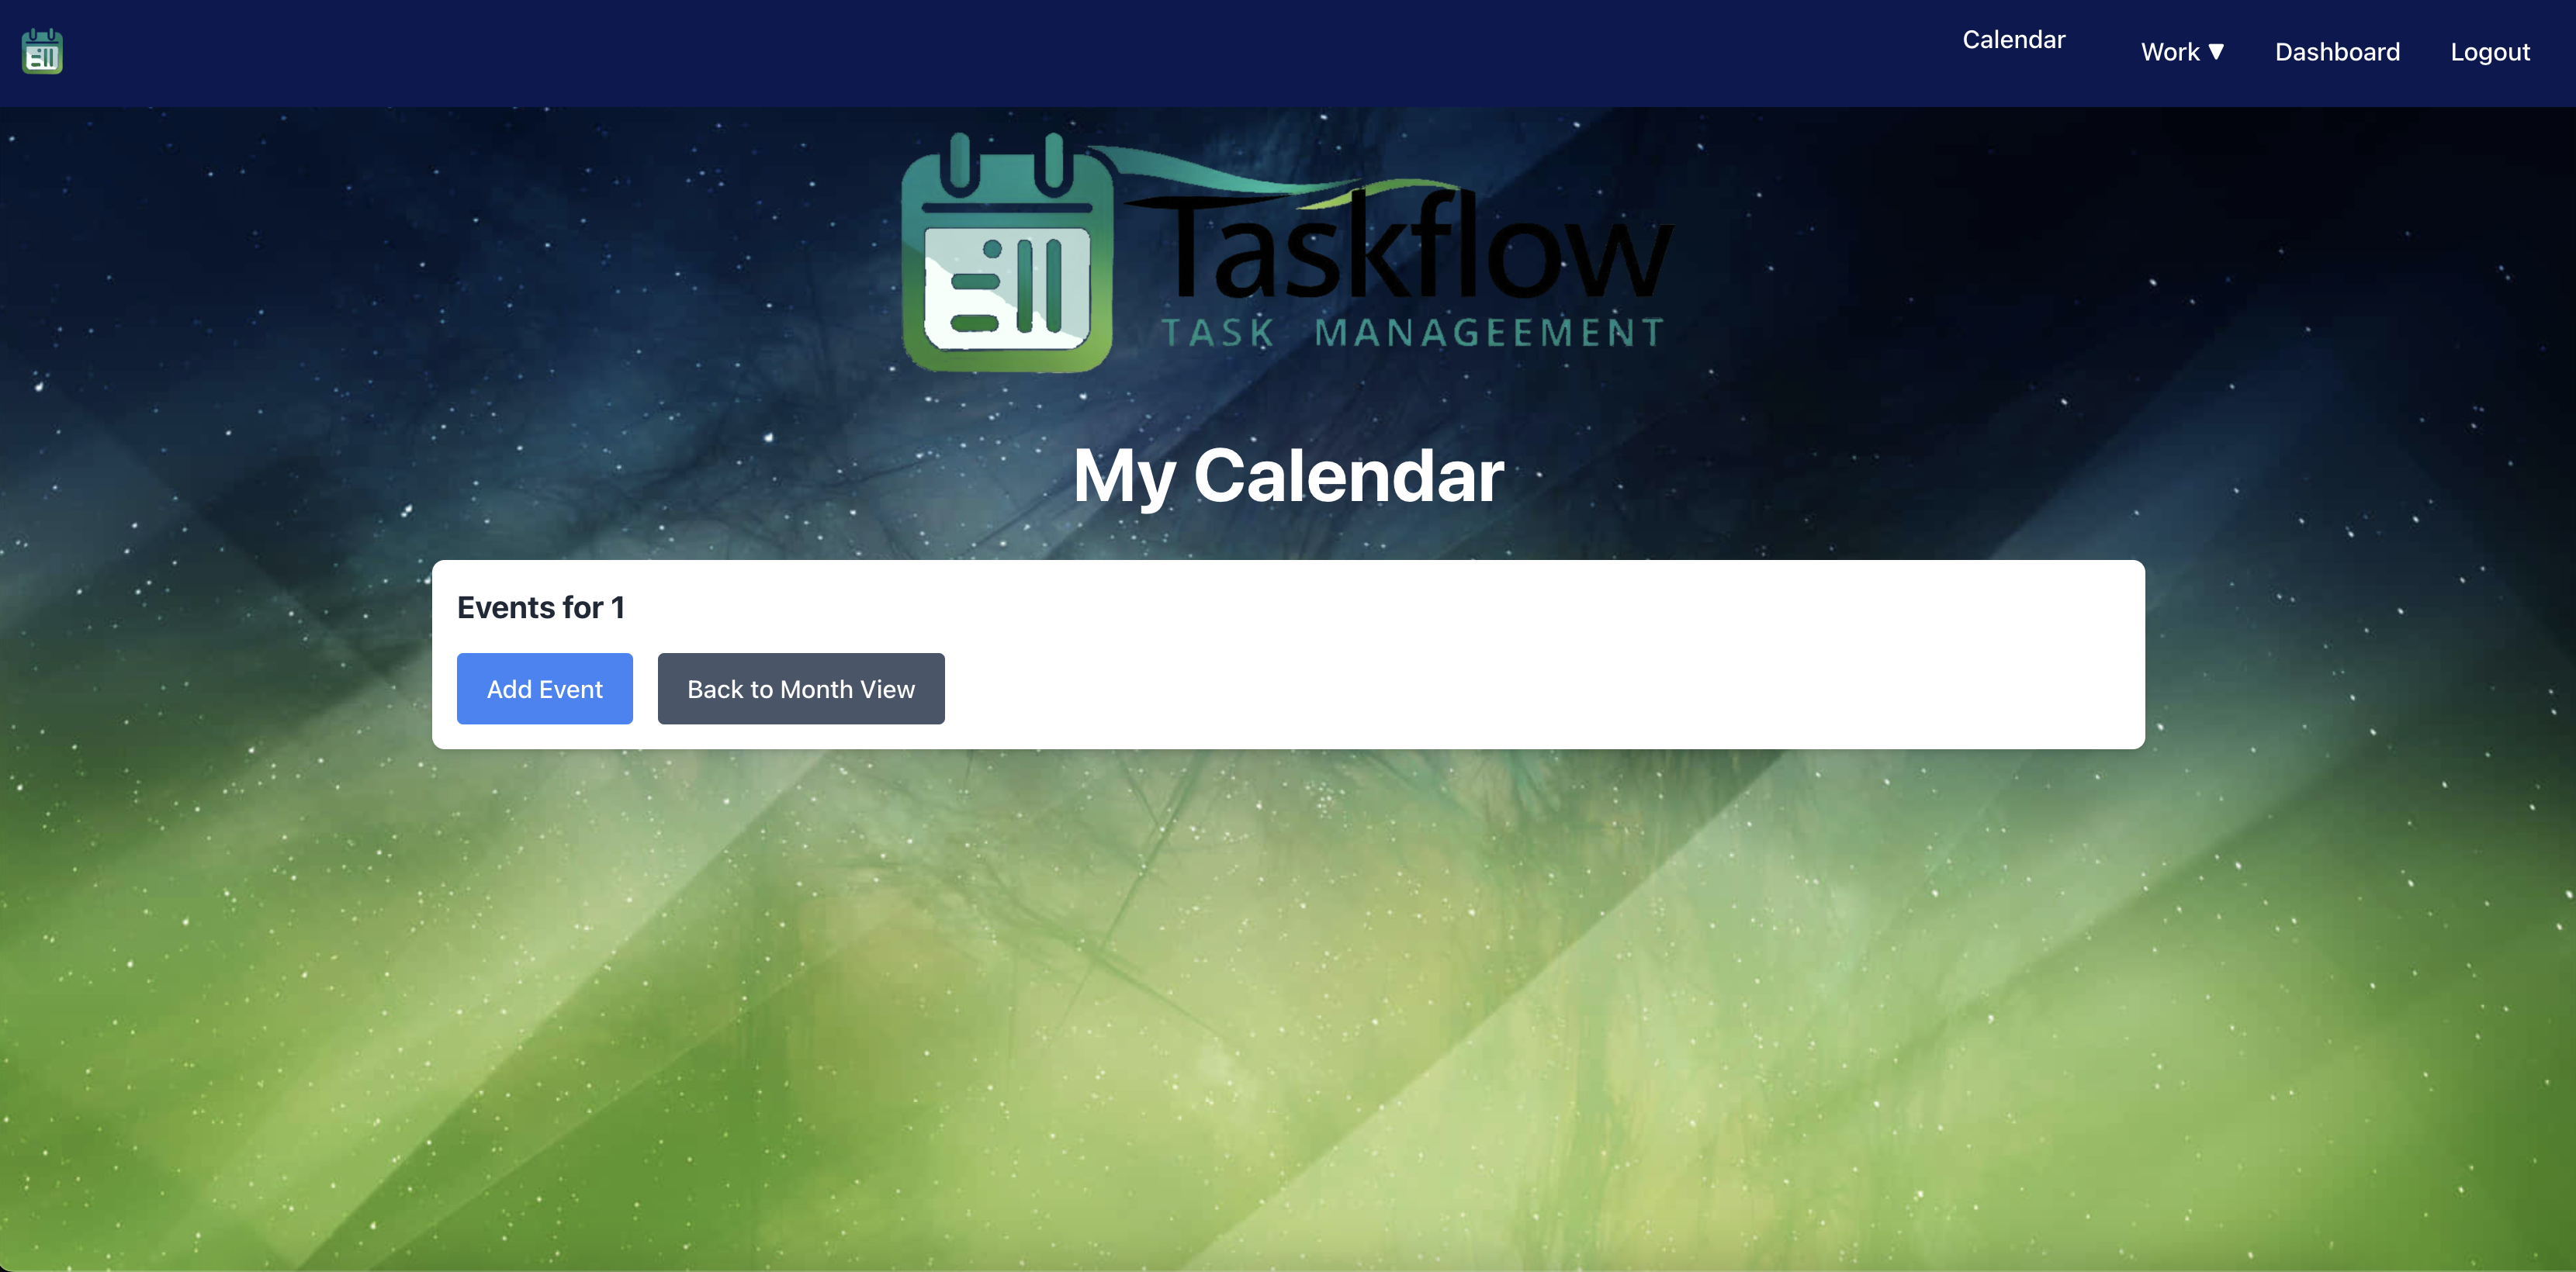 Calendar
Work ▼
Dashboard
Logout
Taskflow
TASK MANAGEEMENT
My Calendar
Events for 1
Add Event
Back to Month View